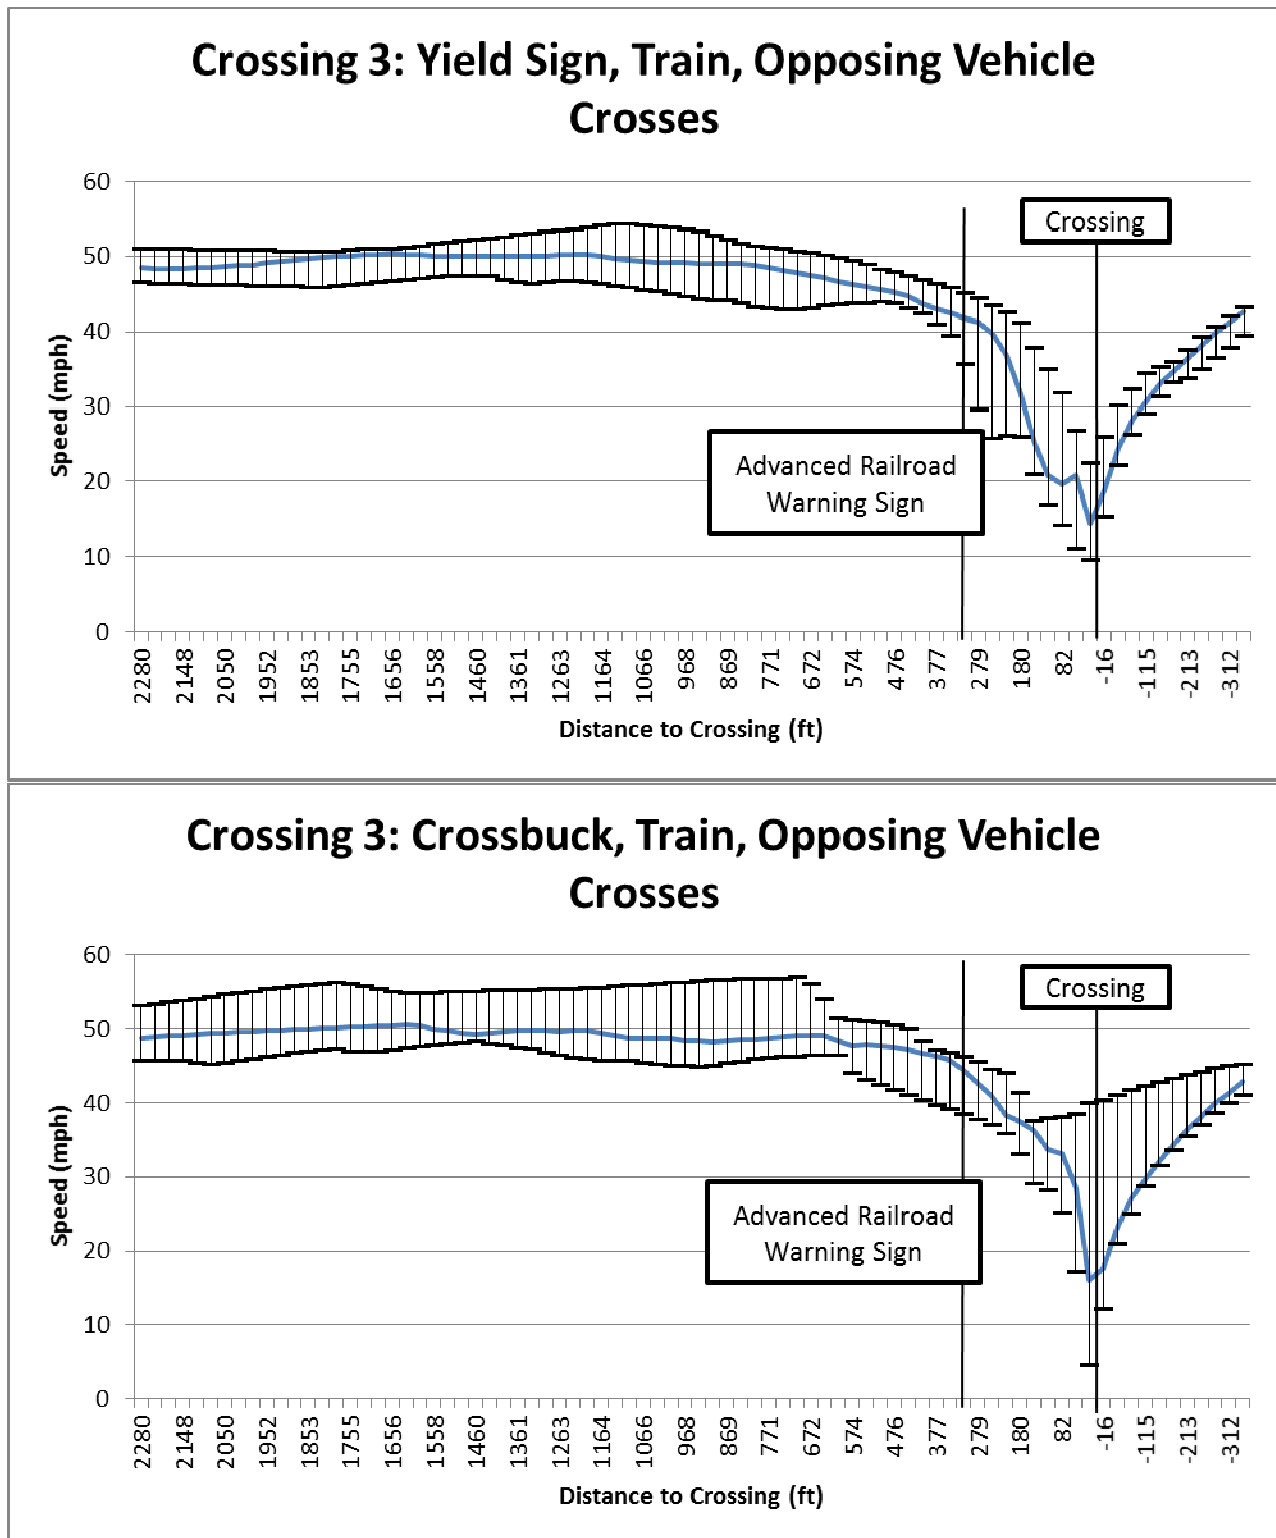 Crossing 3: Yield Sign, Train, Opposing Vehicle
Crosses
60
50
40
30
20
10
0
Speed (mph)
Crossing
Advanced Railroad
Warning Sign
2280 2148 2050 1952 1853 1755 1656 1558 1460 1361 1263 1164 1066 968 869 771 672 574 476 377 279 180 82 -16 -115 -213 -312
Distance to Crossing (ft)
Crossing 3: Crossbuck, Train, Opposing Vehicle
Crosses
60
50
40
30
20
10
0
Speed (mph)
Crossing
Advanced Railroad
Warning Sign
2280 2148 2050 1952 1853 1755 1656 1558 1460 1361 1263 1164 1066 968 869 771 672 574 476 377 279 180 82 -16 -115 -213 -312
Distance to Crossing (ft)